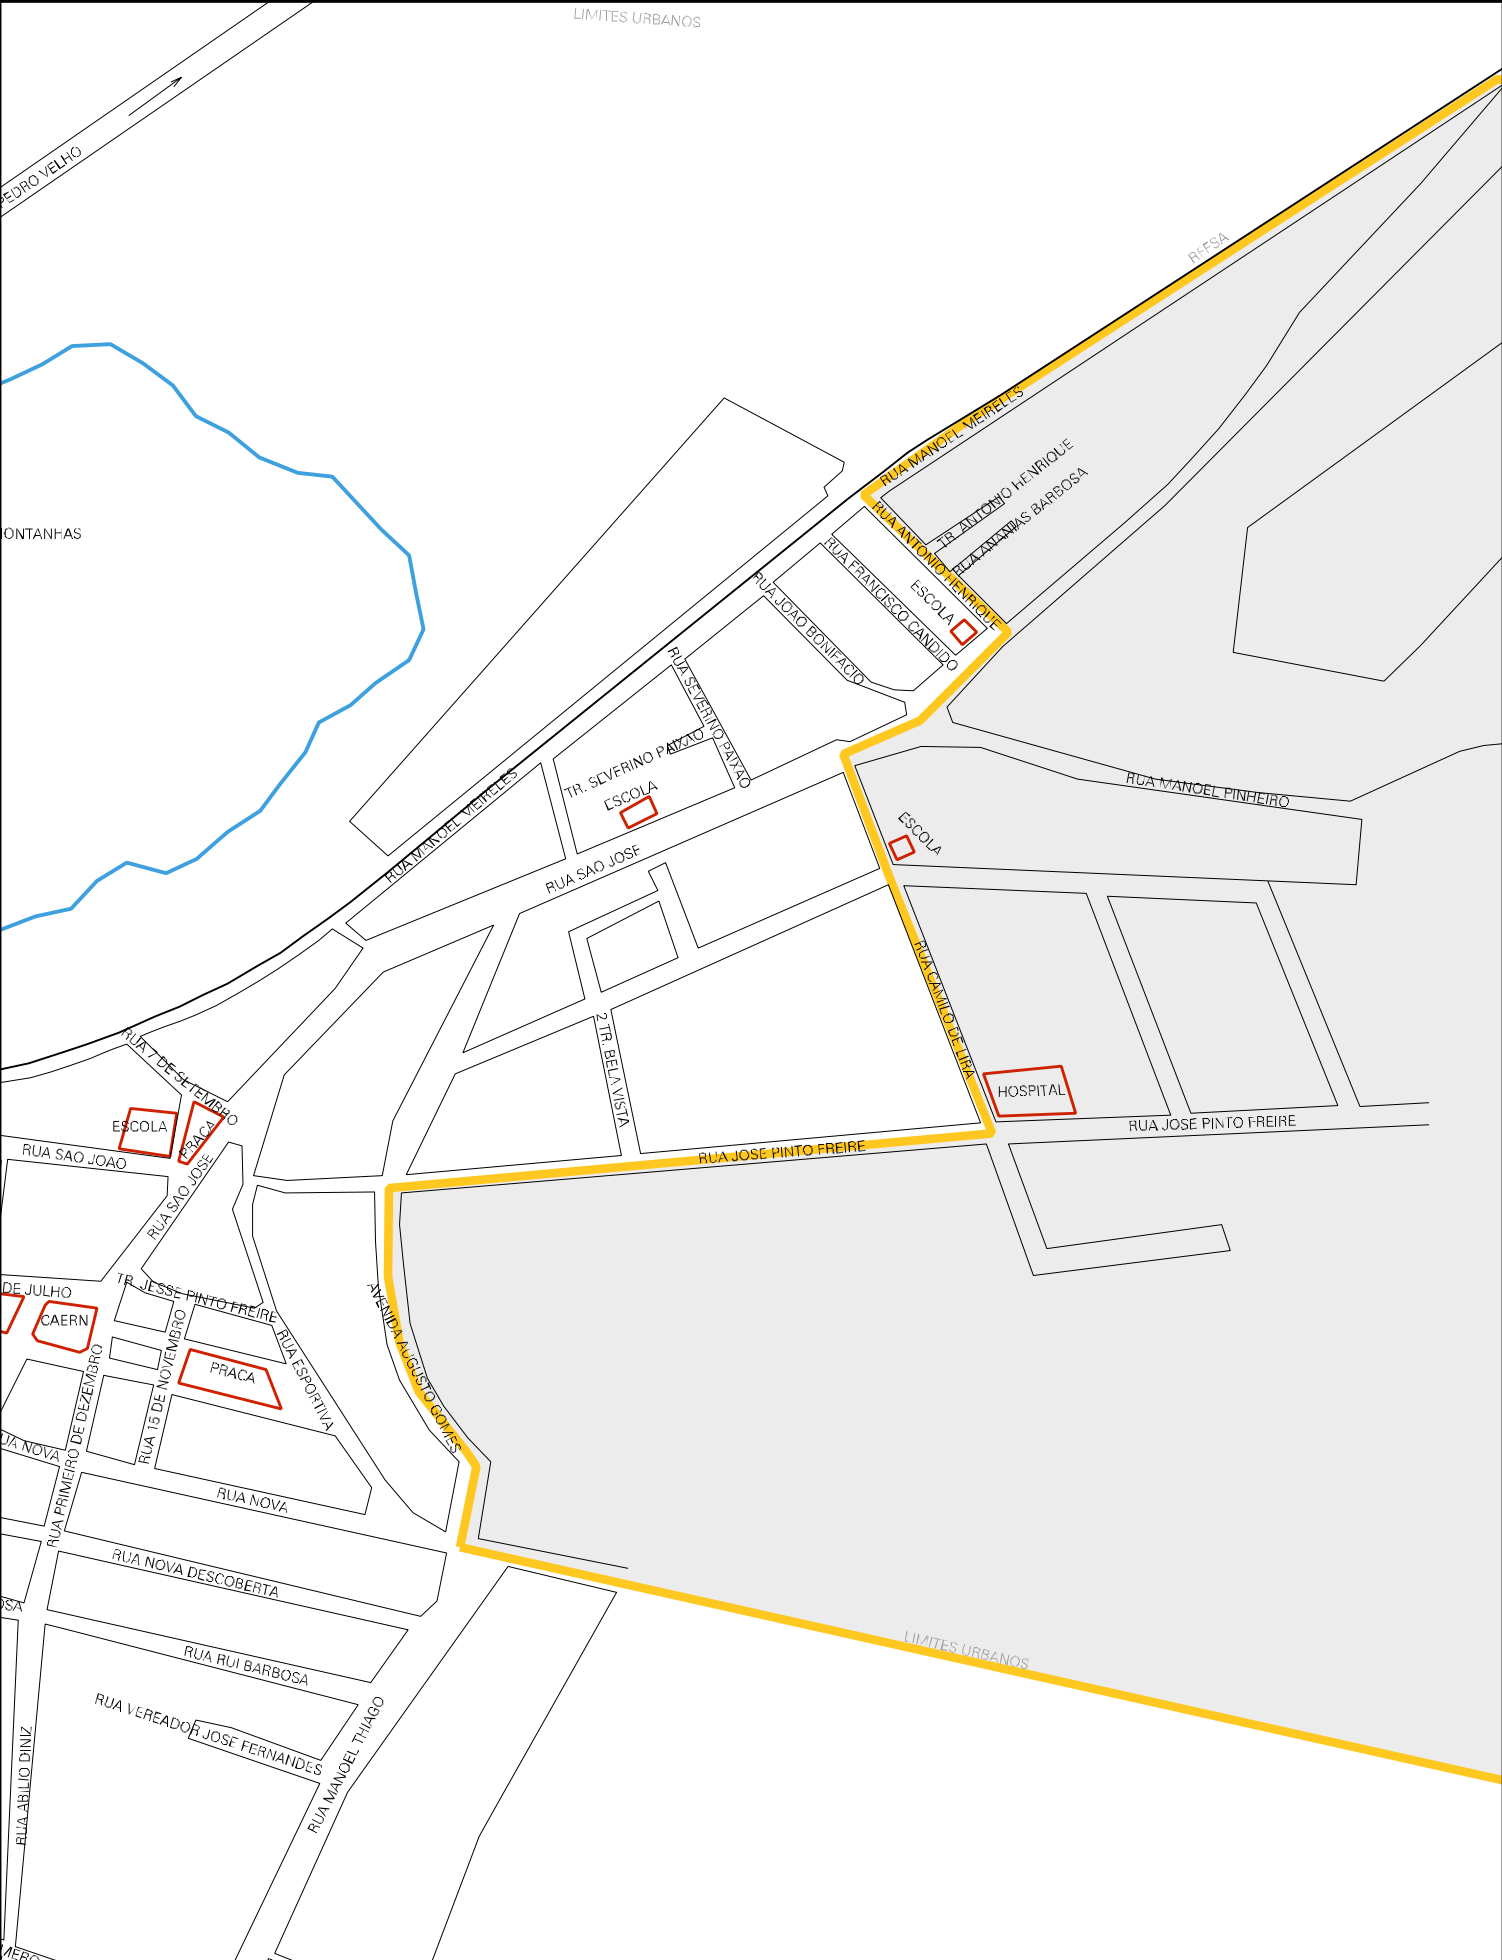 LIMITES URBANOS
PEDRO VELHO
RFFSA
RUA MANOEL MEIRELES
TR. ANTONIO HENRIQUE
RUA ANANIAS BARBOSA
RUA ANTONIO HENRIQUE
RUA FRANCISCO CANDIDO
ESCOLA
RUA JOAO BONIFACIO
RUA SEVERINO PAIXAO
TR. SEVERINO PAIXAO
ESCOLA
RUA MANOEL MEIRELES
RUA SAO JOSE
RUA MANOEL PINHEIRO
ESCOLA
RUA CAMILO DE LIRA
2 TR. BELA VISTA
HOSPITAL
RUA JOSE PINTO FREIRE
RUA JOSE PINTO FREIRE
RUA 7 DE SETEMBRO
ESCOLA
PRACA
RUA SAO JOAO
RUA SAO JOSE
DE JULHO
TR. JESSE PINTO FREIRE
CAERN
PRACA
RUA ESPORTIVA
AVENIDA AUGUSTO GOMES
RUA 15 DE NOVEMBRO
RUA PRIMEIRO DE DEZEMBRO
UA NOVA
RUA NOVA
RUA NOVA DESCOBERTA
OSA
RUA RUI BARBOSA
LIMITES URBANOS
RUA VEREADOR JOSE FERNANDES
RUA MANOEL THIAGO
RUA ABILIO DINIZ
MERO
ONTANHAS